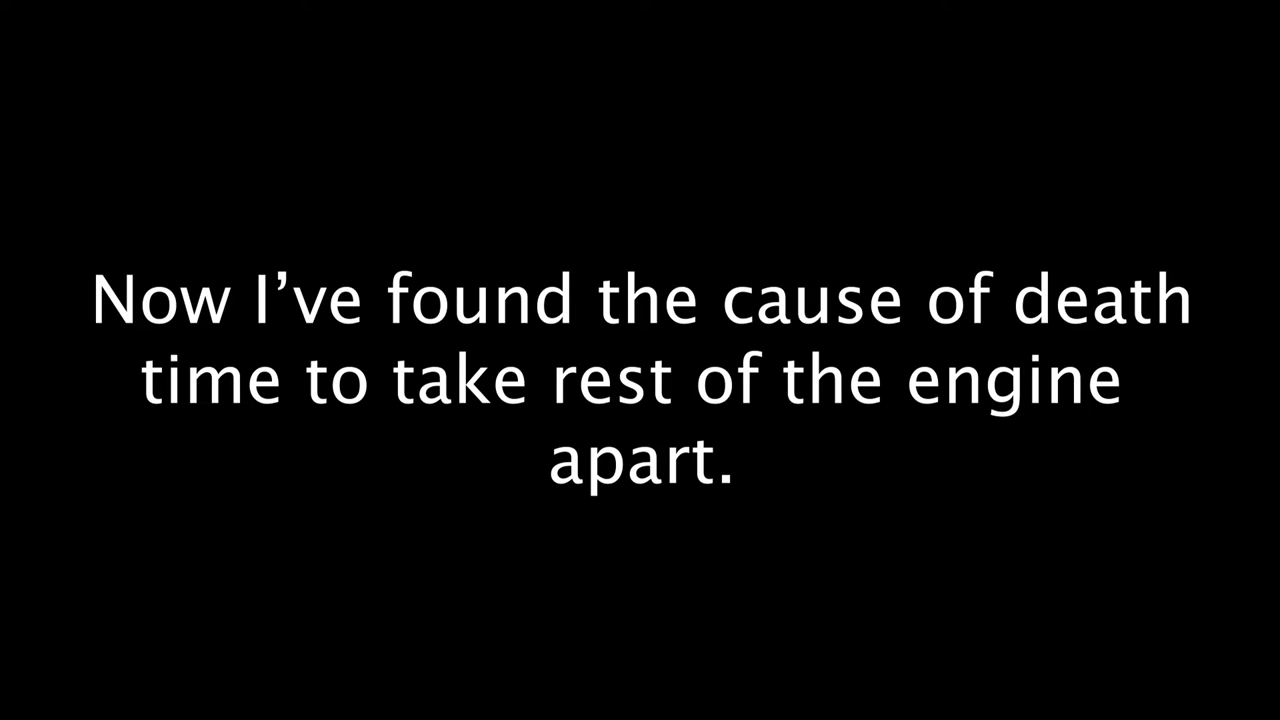 Now I’ve found the cause of death
time to take rest of the engine
apart.